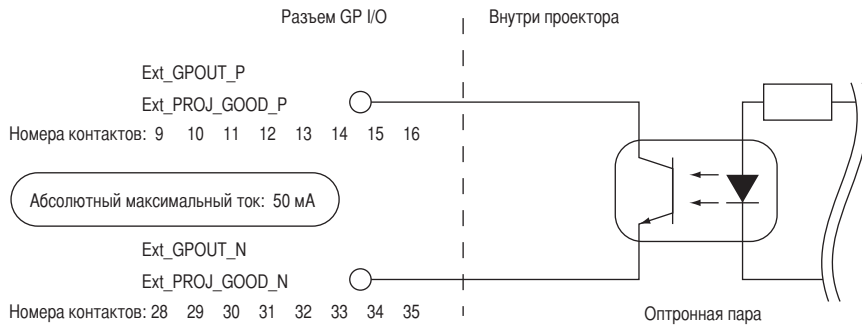 Разъем GP I/O
Внутри проектора
Ext_GPOUT_P
Ext_PROJ_GOOD_P
Номера контактов: 9 10 11 12 13 14 15 16
Абсолютный максимальный ток: 50 мА
Ext_GPOUT_N
Ext_PROJ_GOOD_N
Номера контактов: 28 29 30 31 32 33 34 35
Оптронная пара